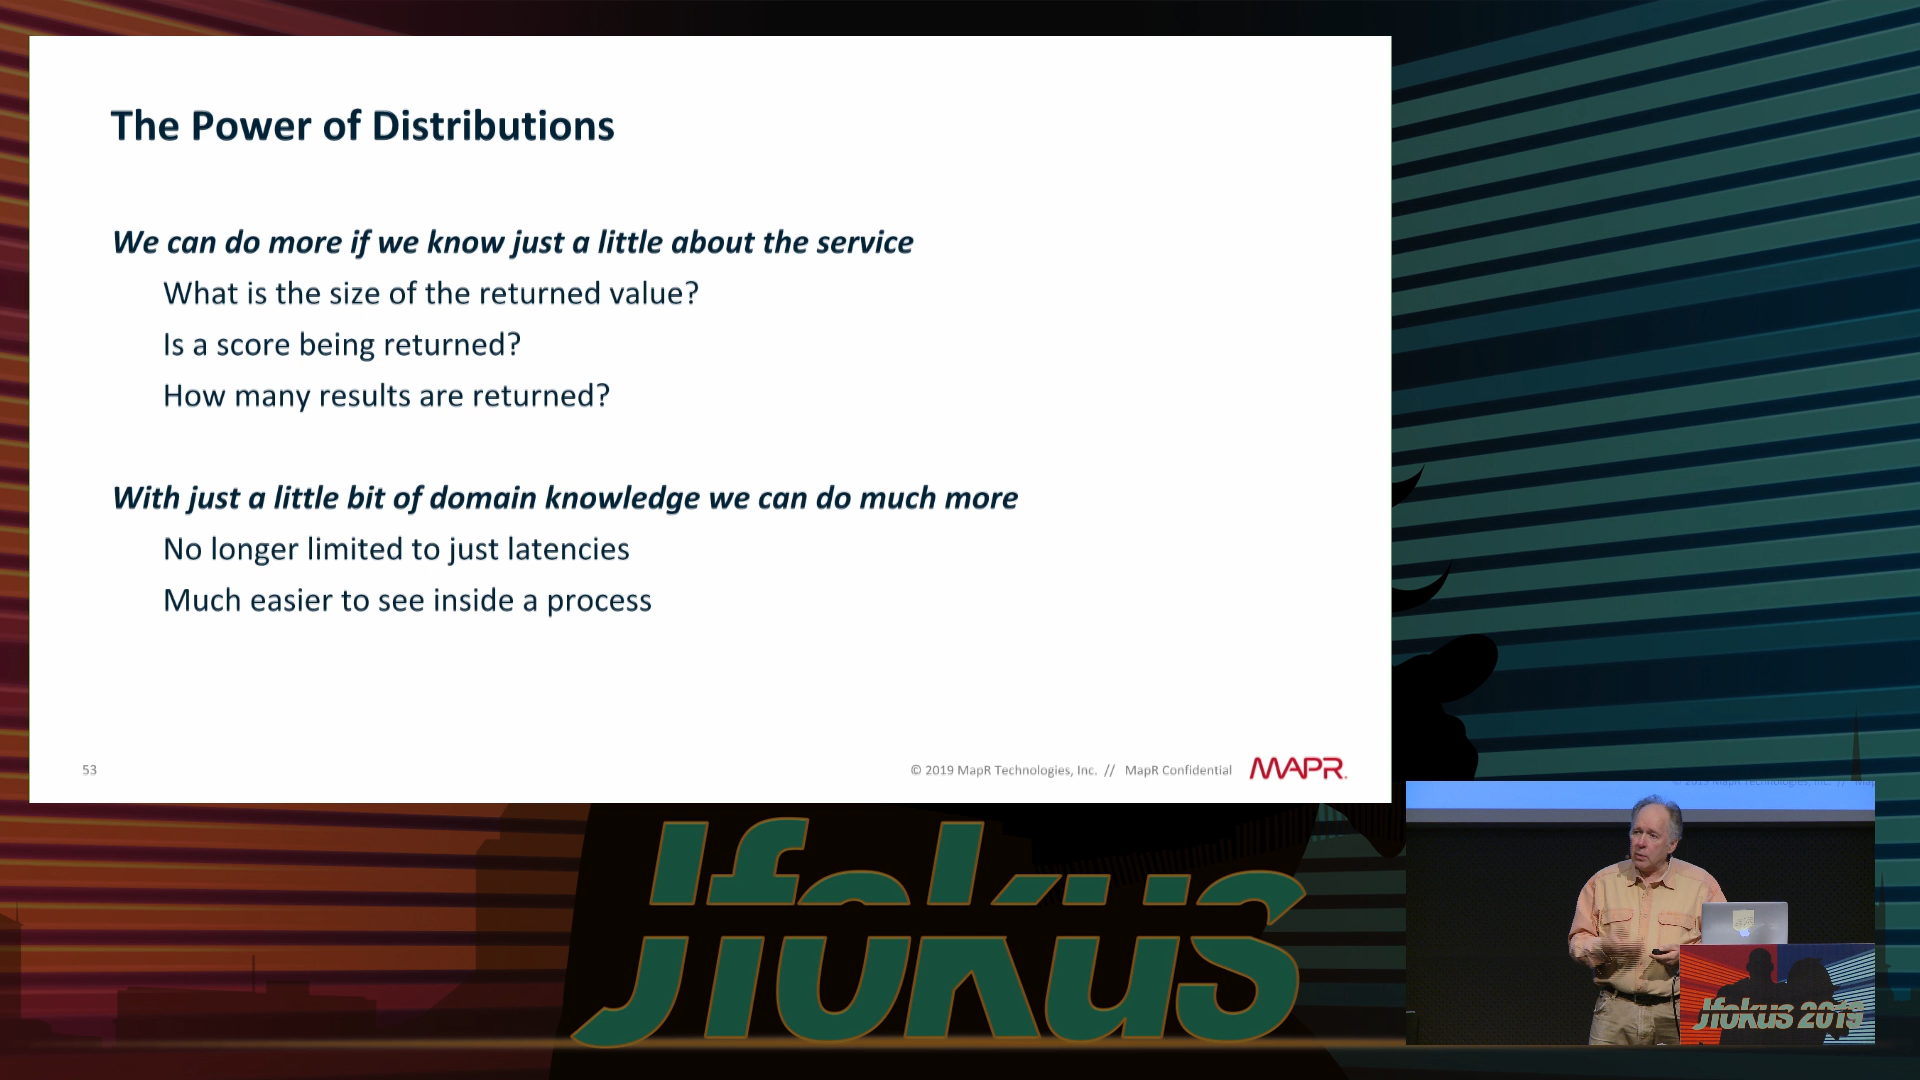 The Power of Distributions
We can do more if we know just a little about the service
What is the size of the returned value?
Is a score being returned?
How many results are returned?
With just a little bit of domain knowledge we can do much more
No longer limited to just latencies
Much easier to see inside a process
53
© 2019 MapR Technologies, Inc. // MapR Confidential
MAPR
Jfokus
Jfokus 2019